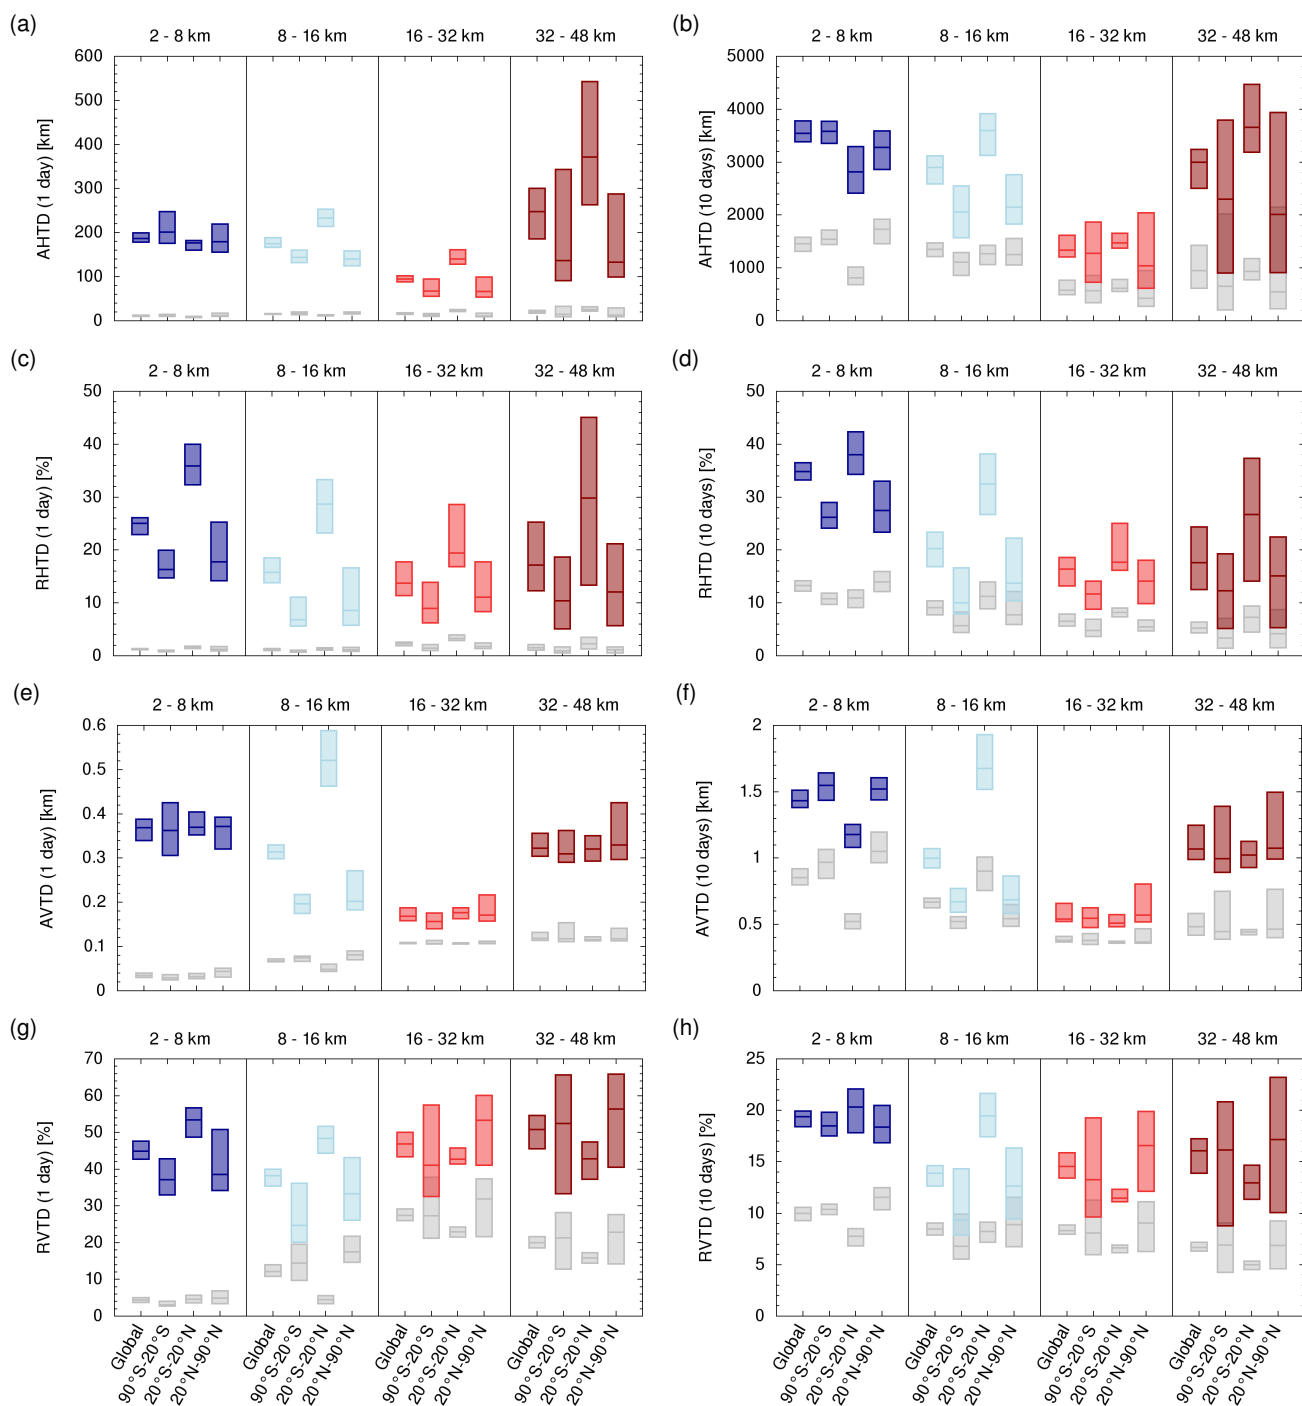 (a)
2 - 8 km 8 - 16 km 16 - 32 km 32 - 48 km
AHTD (1 day) [km]
600
500
400
300
200
100
0
(b)
2 - 8 km 8 - 16 km 16 - 32 km 32 - 48 km
AHTD (10 days) [km]
5000
4000
3000
2000
1000
0
(c)
2 - 8 km 8 - 16 km 16 - 32 km 32 - 48 km
RHTD (1 day) [%]
50
40
30
20
10
0
(d)
2 - 8 km 8 - 16 km 16 - 32 km 32 - 48 km
RHTD (10 days) [%]
50
40
30
20
10
0
(e)
2 - 8 km 8 - 16 km 16 - 32 km 32 - 48 km
AVTD (1 day) [km]
0.6
0.5
0.4
0.3
0.2
0.1
0
(f)
2 - 8 km 8 - 16 km 16 - 32 km 32 - 48 km
AVTD (10 days) [km]
2
1.5
1
0.5
0
(g)
2 - 8 km 8 - 16 km 16 - 32 km 32 - 48 km
RVTD (1 day) [%]
70
60
50
40
30
20
10
0
Global 90°S-20°S 20°S-20°N 20°N-90°N Global 90°S-20°S 20°S-20°N 20°N-90°N Global 90°S-20°S 20°S-20°N 20°N-90°N Global 90°S-20°S 20°S-20°N 20°N-90°N
(h)
2 - 8 km 8 - 16 km 16 - 32 km 32 - 48 km
RVTD (10 days) [%]
25
20
15
10
5
0
Global 90°S-20°S 20°S-20°N 20°N-90°N Global 90°S-20°S 20°S-20°N 20°N-90°N Global 90°S-20°S 20°S-20°N 20°N-90°N Global 90°S-20°S 20°S-20°N 20°N-90°N